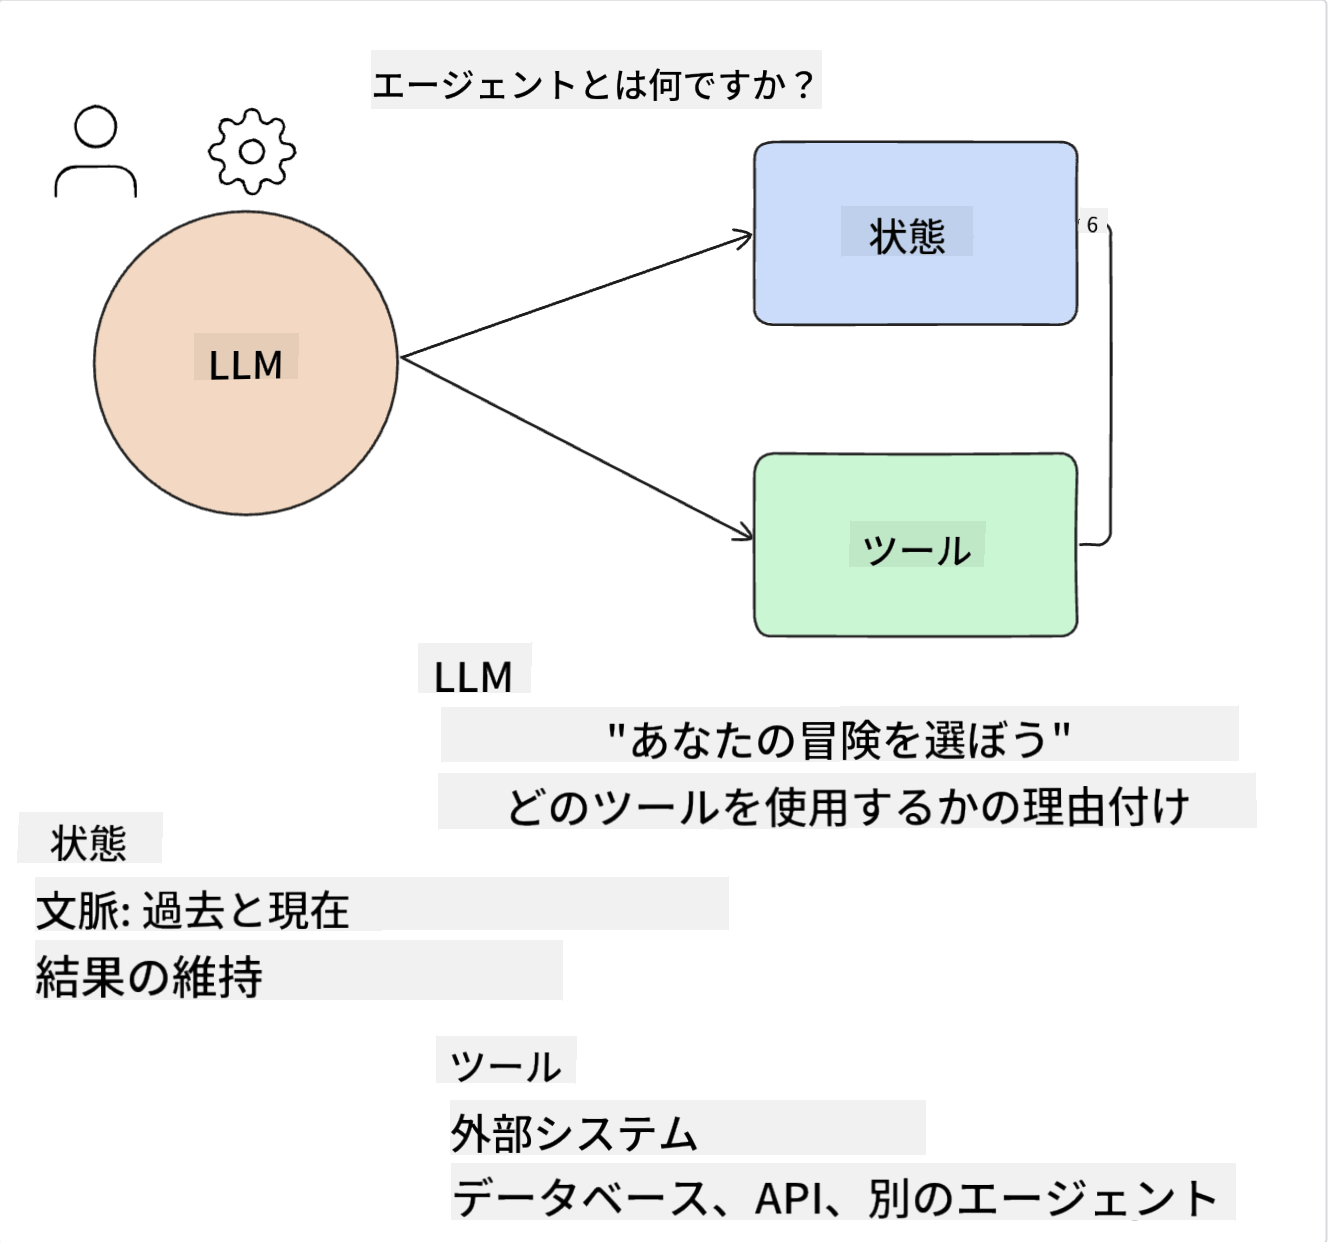 エージェントとは何ですか？
状態
6
LLM
ツール
LLM
"あなたの冒険を選ぼう"
どのツールを使用するかの理由付け
状態
文脈: 過去と現在
結果の維持
ツール
外部システム
データベース、API、別のエージェント